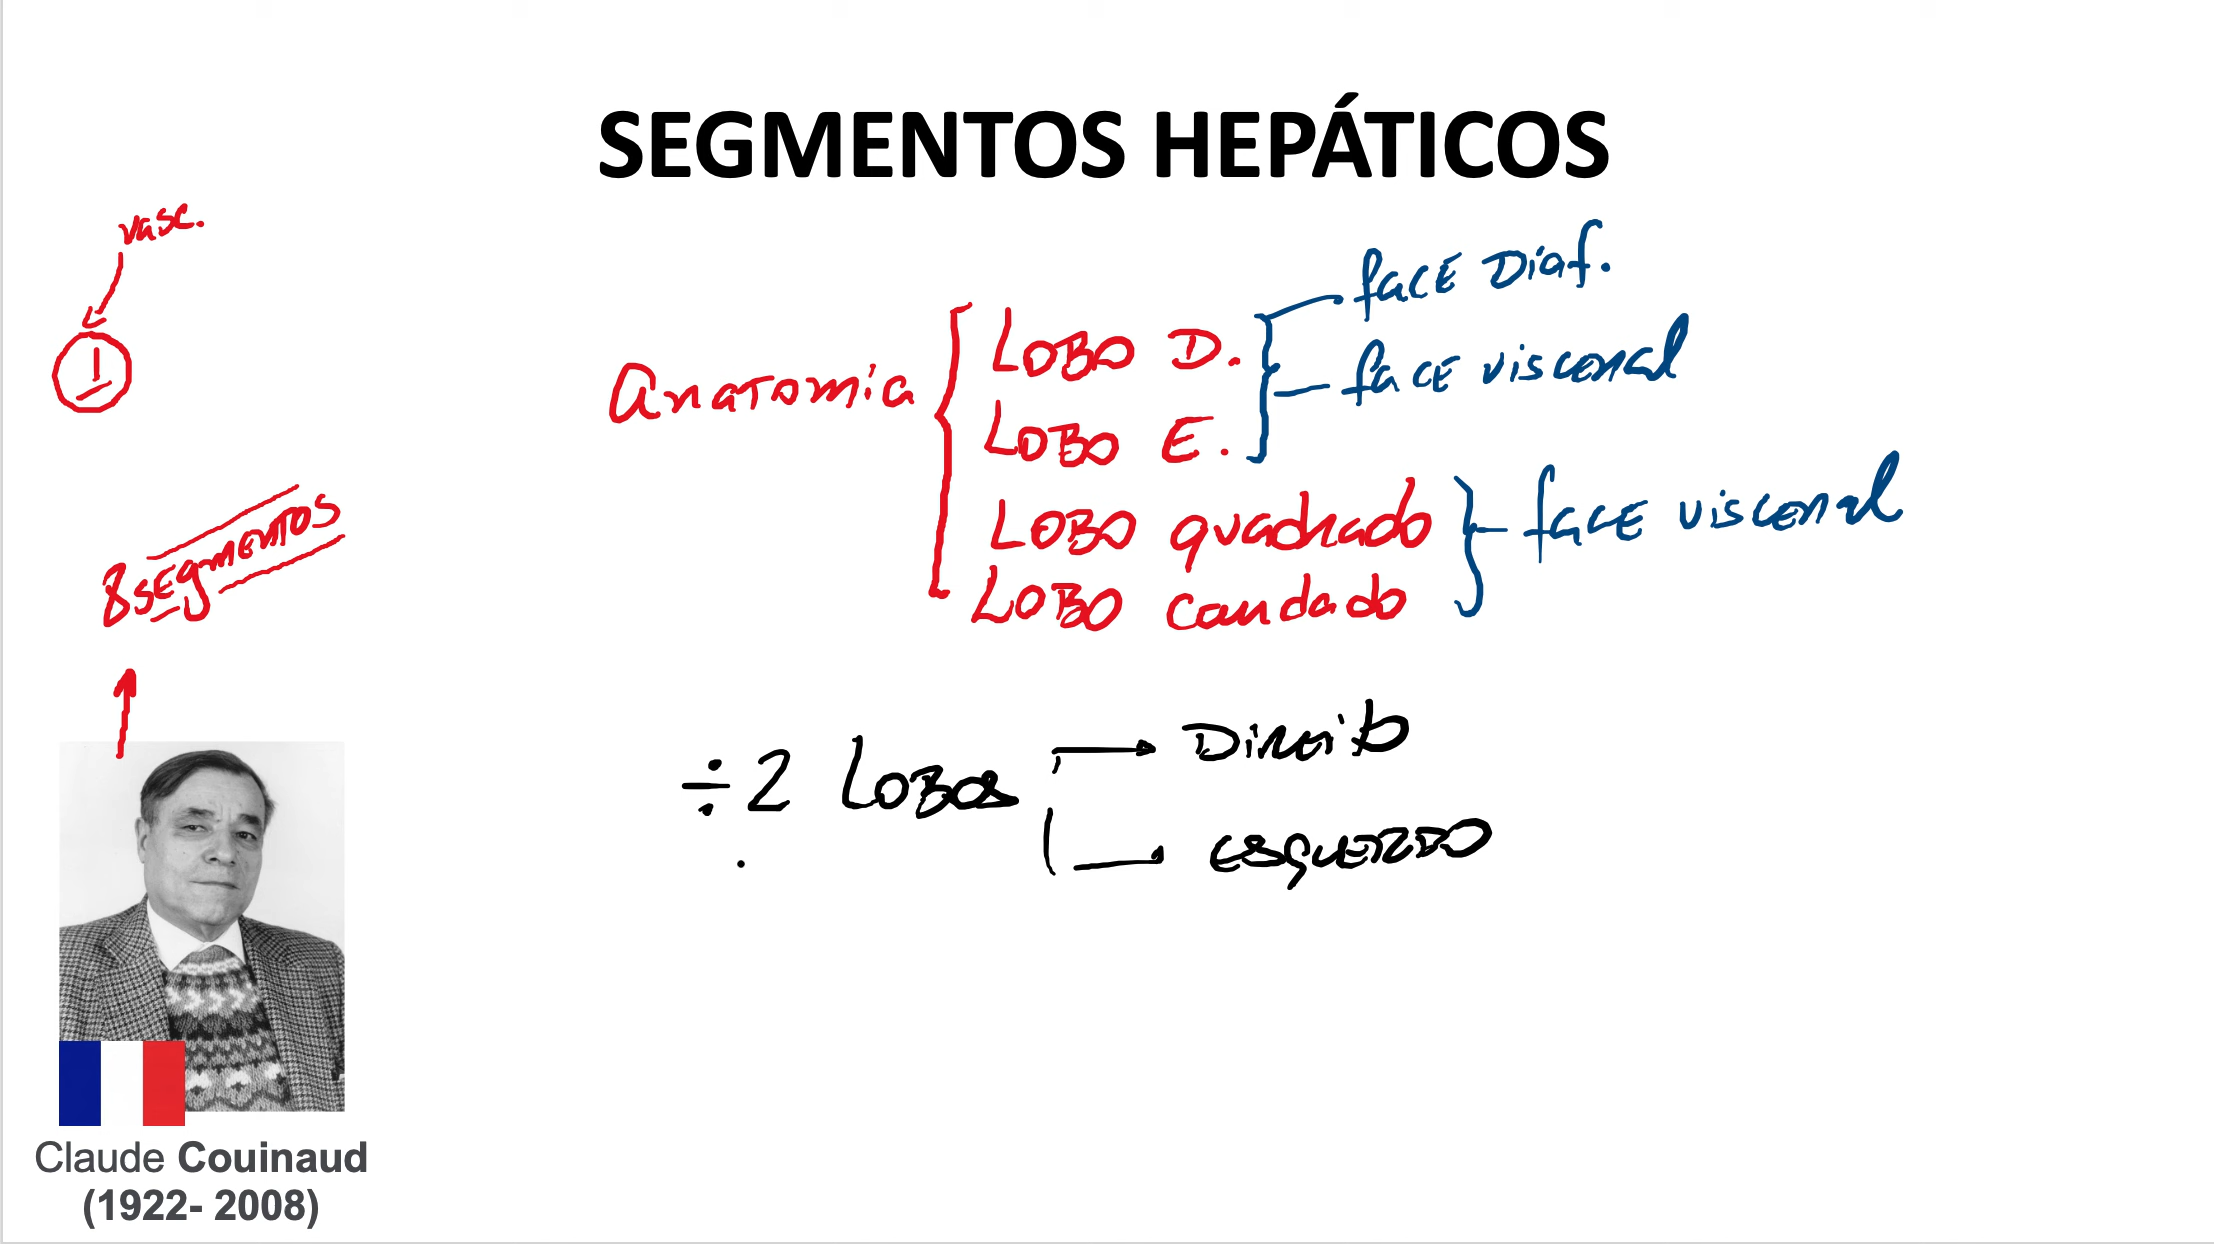 SEGMENTOS HEPÁTICOS
vasc.
1
8 segmentos
Anatomia
Lobo D.
Lobo E.
Lobo quadrado
Lobo caudado
face Diaf.
face visceral
face visceral
÷2 Lobos
Direito
esquerdo
Claude Couinaud
(1922- 2008)